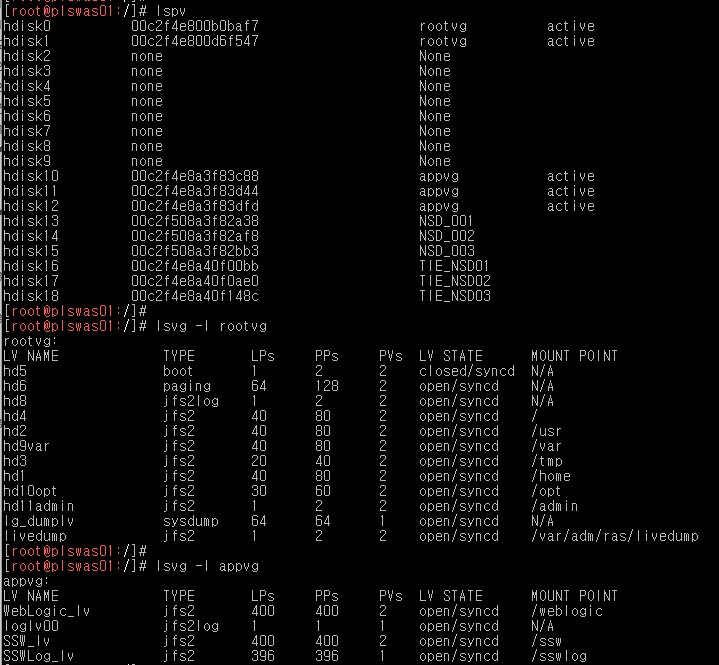 [root@plswas01:/]# lspv
hdisk0 00c2f4e800b0baf7 rootvg active
hdisk1 00c2f4e800d6f547 rootvg active
hdisk2 none None
hdisk3 none None
hdisk4 none None
hdisk5 none None
hdisk6 none None
hdisk7 none None
hdisk8 none None
hdisk9 none None
hdisk10 00c2f4e8a3f83c88 appvg active
hdisk11 00c2f4e8a3f83d44 appvg active
hdisk12 00c2f4e8a3f83dfd appvg active
hdisk13 00c2f508a3f82a38 NSD_001
hdisk14 00c2f508a3f82af8 NSD_002
hdisk15 00c2f508a3f82bb3 NSD_003
hdisk16 00c2f4e8a40f00bb TIE_NSD01
hdisk17 00c2f4e8a40f0ae0 TIE_NSD02
hdisk18 00c2f4e8a40f148c TIE_NSD03
[root@plswas01:/]#
[root@plswas01:/]# lsvg -l rootvg
rootvg:
LV NAME TYPE LPs PPs PVs LV STATE MOUNT POINT
hd5 boot 1 2 2 closed/syncd N/A
hd6 paging 64 128 2 open/syncd N/A
hd8 jfs2log 1 2 2 open/syncd N/A
hd4 jfs2 40 80 2 open/syncd /
hd2 jfs2 40 80 2 open/syncd /usr
hd9var jfs2 40 80 2 open/syncd /var
hd3 jfs2 20 40 2 open/syncd /tmp
hd1 jfs2 40 80 2 open/syncd /home
hd10opt jfs2 30 60 2 open/syncd /opt
hd11admin jfs2 1 2 2 open/syncd /admin
lg_dumplv sysdump 64 64 1 open/syncd N/A
livedump jfs2 1 2 2 open/syncd /var/adm/ras/livedump
[root@plswas01:/]#
[root@plswas01:/]# lsvg -l appvg
appvg:
LV NAME TYPE LPs PPs PVs LV STATE MOUNT POINT
WebLogic_lv jfs2 400 400 2 open/syncd /weblogic
loglv00 jfs2log 1 1 1 open/syncd N/A
SSW_lv jfs2 400 400 2 open/syncd /ssw
SSWLog_lv jfs2 396 396 1 open/syncd /sswlog